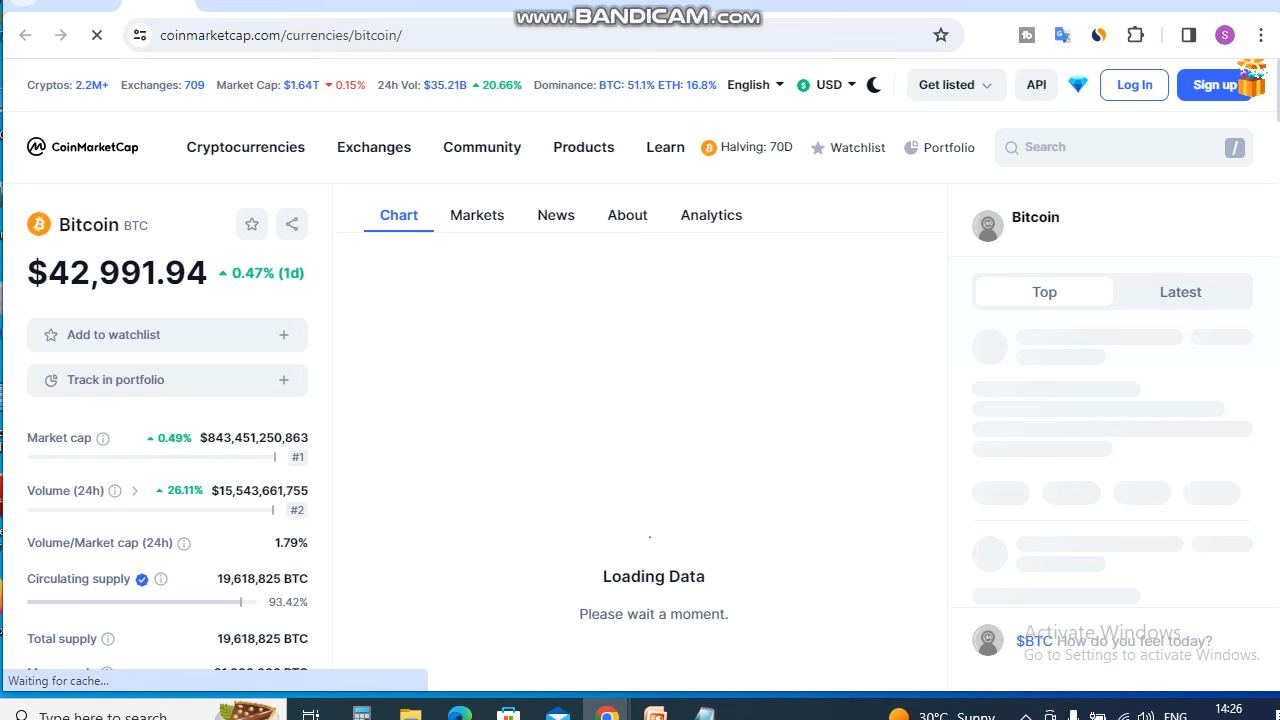 www.BANDICAM.com
coinmarketcap.com/currencies/bitcoin/
Cryptos: 2.2M+ Exchanges: 709 Market Cap: $1.64T 0.15% 24h Vol: $35.21B 20.66% Dominance: BTC: 51.1% ETH: 16.8% English USD Get listed API Log In Sign up
CoinMarketCap Cryptocurrencies Exchanges Community Products Learn Halving: 70D Watchlist Portfolio Search /
Bitcoin BTC
$42,991.94 0.47% (1d)
Add to watchlist +
Track in portfolio +
Market cap 0.49% $843,451,250,863
#1
Volume (24h) 26.11% $15,543,661,755
#2
Volume/Market cap (24h) 1.79%
Circulating supply 19,618,825 BTC
93.42%
Total supply 19,618,825 BTC
Chart Markets News About Analytics
Loading Data
Please wait a moment.
Bitcoin
Top Latest
$BTC How do you feel today?
Activate Windows
Go to Settings to activate Windows.
Waiting for cache...
Type here to search
30°C Sunny
14:26